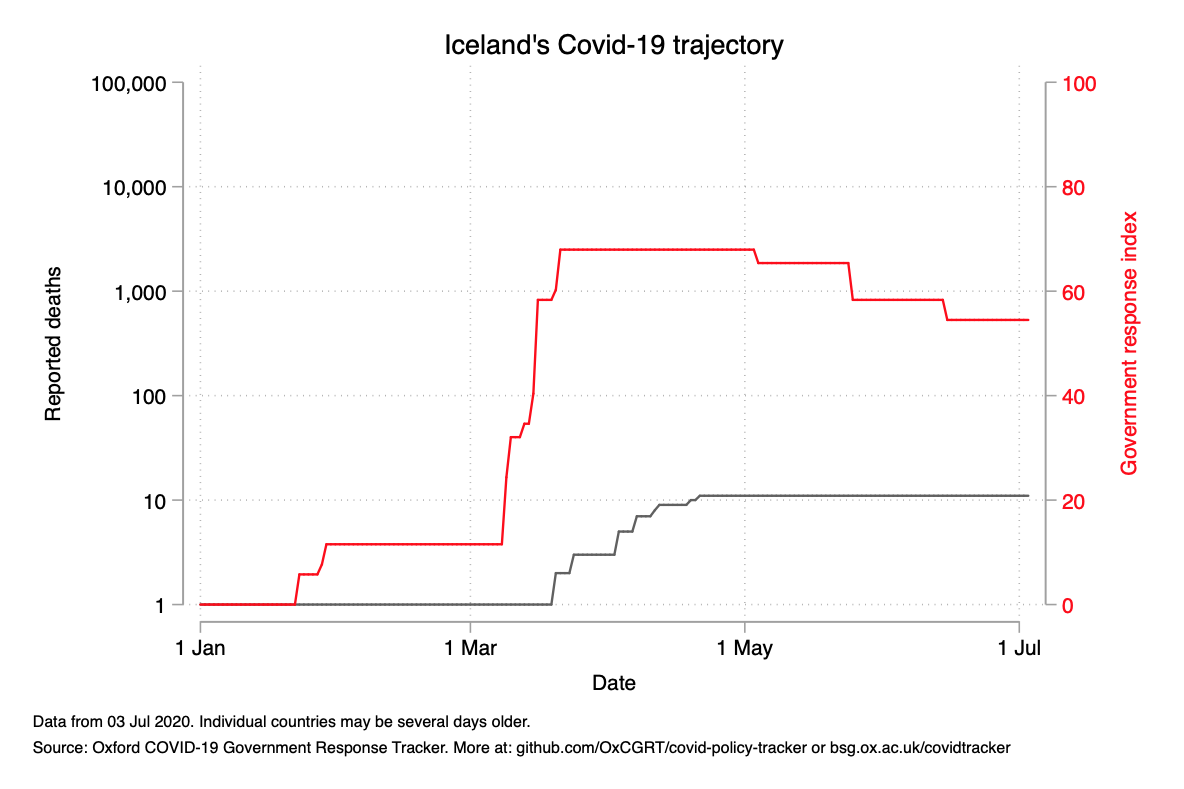 Iceland's Covid-19 trajectory
100,000
10,000
1,000
100
10
1
Reported deaths
100
80
60
40
20
0
Government response index
1 Jan
1 Mar
1 May
1 Jul
Date
Data from 03 Jul 2020. Individual countries may be several days older.
Source: Oxford COVID-19 Government Response Tracker. More at: github.com/OxCGRT/covid-policy-tracker or bsg.ox.ac.uk/covidtracker